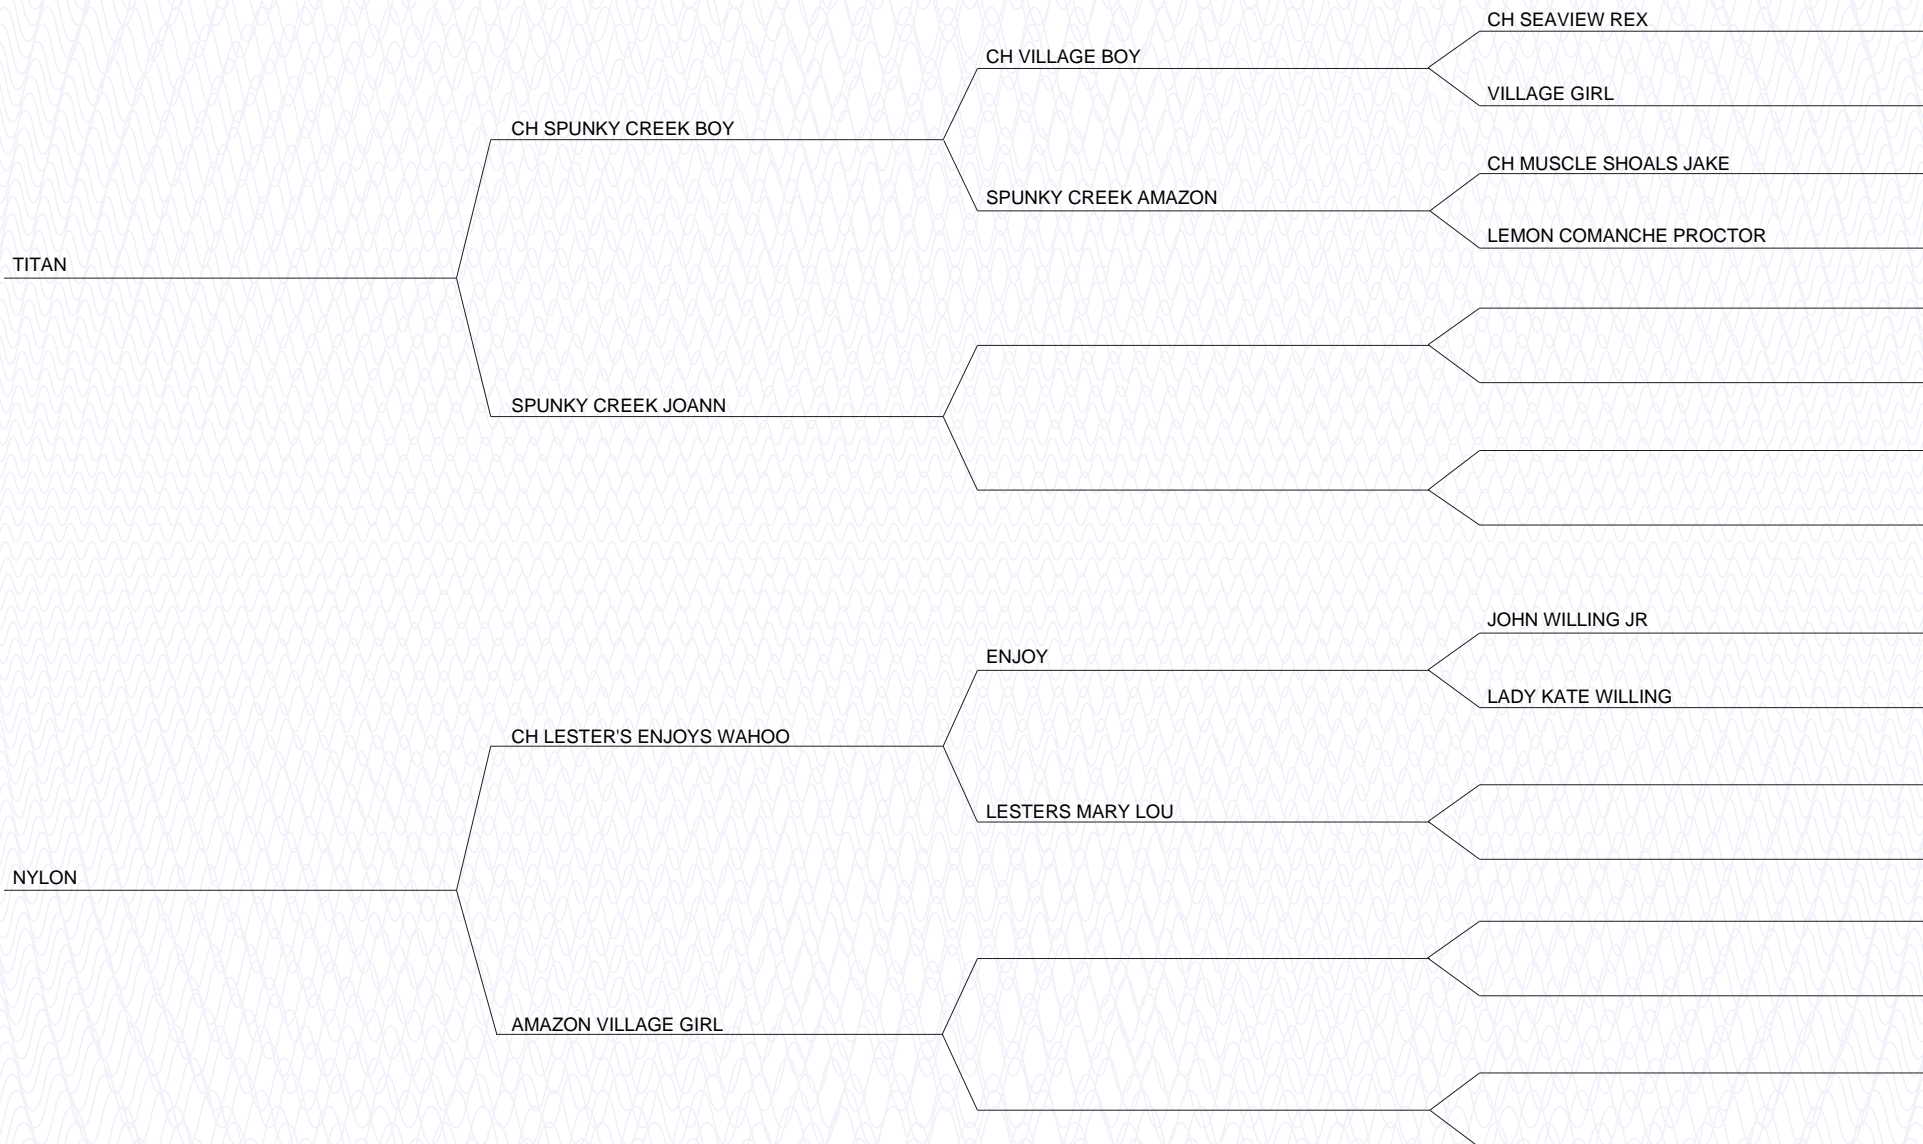 CH SEAVIEW REX
CH VILLAGE BOY
VILLAGE GIRL
CH SPUNKY CREEK BOY
CH MUSCLE SHOALS JAKE
SPUNKY CREEK AMAZON
LEMON COMANCHE PROCTOR
TITAN
SPUNKY CREEK JOANN
JOHN WILLING JR
ENJOY
LADY KATE WILLING
CH LESTER'S ENJOYS WAHOO
LESTERS MARY LOU
NYLON
AMAZON VILLAGE GIRL